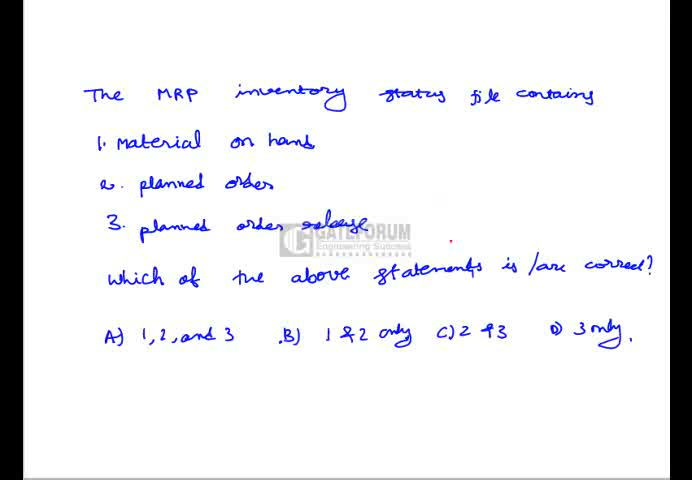 The MRP inventory status file contains
1. Material on hand
2. planned order
3. planned order release
GATEFORUM
Engineering Success
Which of the above statements is /are correct?
A) 1, 2, and 3 .B) 1 & 2 only C) 2 & 3 D) 3 only.